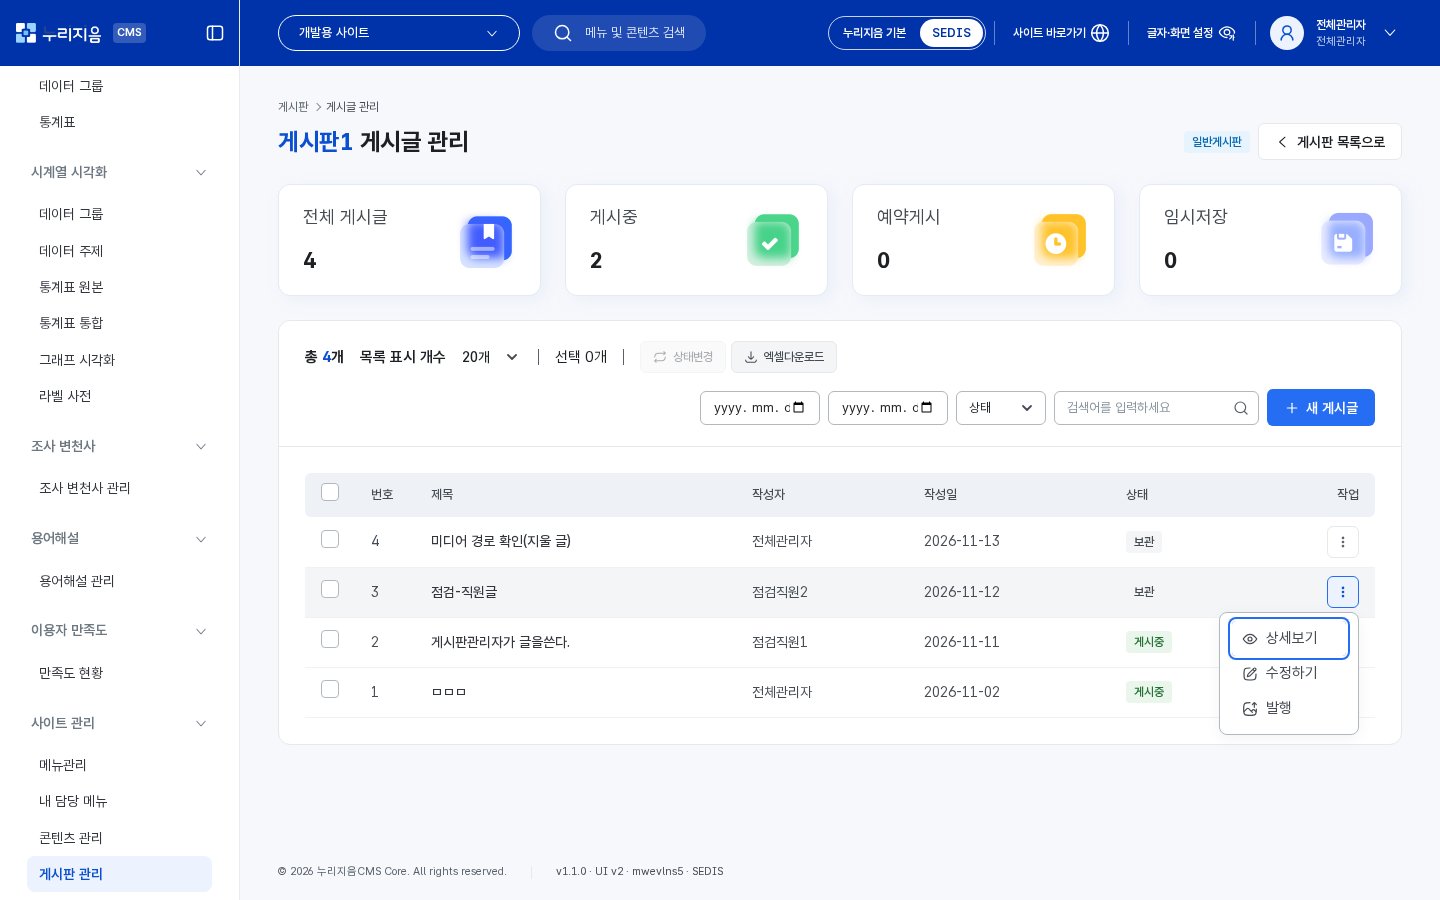 누리지음 CMS
개발용 사이트
메뉴 및 콘텐츠 검색
누리지음 기본
SEDIS
사이트 바로가기
글자·화면 설정
전체관리자
전체관리자
데이터 그룹
통계표
시계열 시각화
데이터 그룹
데이터 주제
통계표 원본
통계표 통합
그래프 시각화
라벨 사전
조사 변천사
조사 변천사 관리
용어해설
용어해설 관리
이용자 만족도
만족도 현황
사이트 관리
메뉴관리
내 담당 메뉴
콘텐츠 관리
게시판 관리
게시판 > 게시글 관리
게시판1 게시글 관리
일반게시판
게시판 목록으로
전체 게시글
4
게시중
2
예약게시
0
임시저장
0
총 4개 목록 표시 개수 20개 선택 0개 상태변경 엑셀다운로드
yyyy. mm. d yyyy. mm. d 상태 검색어를 입력하세요 + 새 게시글
번호 제목 작성자 작성일 상태 작업
4 미디어 경로 확인(지울 글) 전체관리자 2026-11-13 보관
3 점검-직원글 점검직원2 2026-11-12 보관
2 게시판관리자가 글을쓴다. 점검직원1 2026-11-11 게시중
1 ㅁㅁㅁ 전체관리자 2026-11-02 게시중
상세보기
수정하기
발행
© 2026 누리지음CMS Core. All rights reserved.
v1.1.0 · UI v2 · mwevlns5 · SEDIS